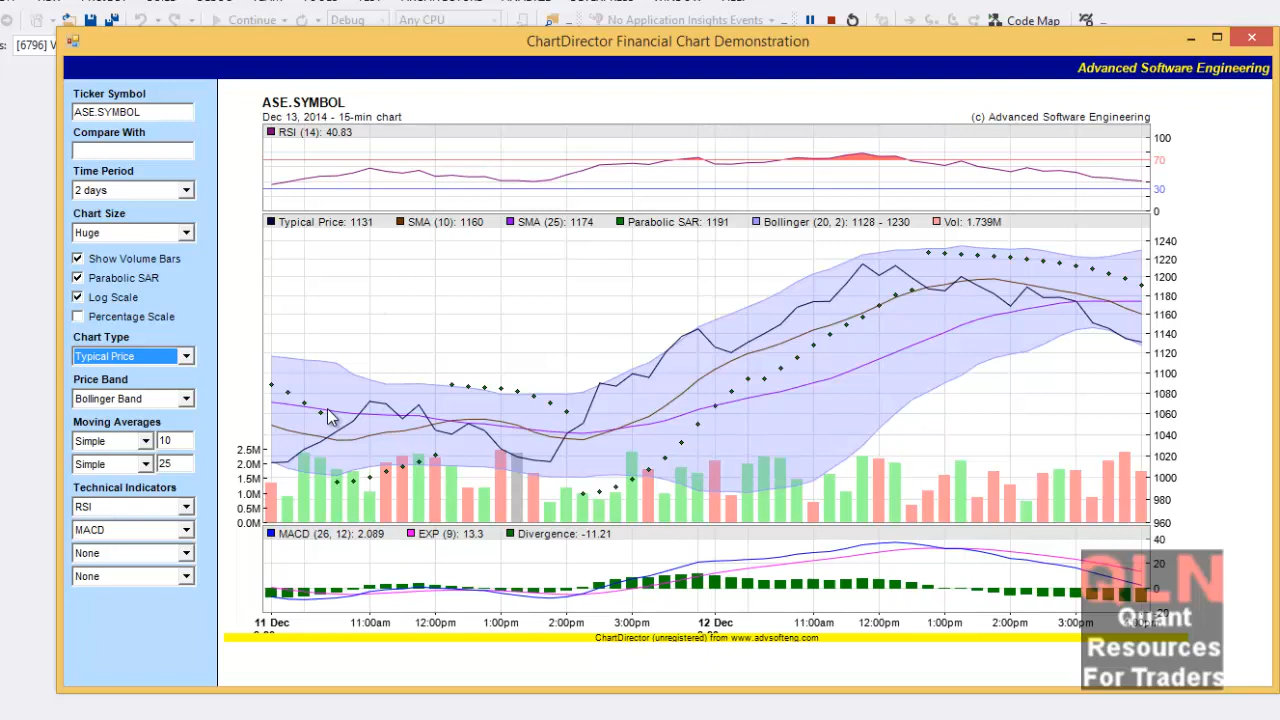 Continue
Debug
Any CPU
No Application Insights Events
Code Map
[6796]
ChartDirector Financial Chart Demonstration
Advanced Software Engineering
Ticker Symbol
ASE.SYMBOL
Compare With
Time Period
2 days
Chart Size
Huge
Show Volume Bars
Parabolic SAR
Log Scale
Percentage Scale
Chart Type
Typical Price
Price Band
Bollinger Band
Moving Averages
Simple 10
Simple 25
Technical Indicators
RSI
MACD
None
None
ASE.SYMBOL
Dec 13, 2014 - 15-min chart
(c) Advanced Software Engineering
RSI (14): 40.83
100
70
30
0
Typical Price: 1131 SMA (10): 1160 SMA (25): 1174 Parabolic SAR: 1191 Bollinger (20, 2): 1128 - 1230 Vol: 1.739M
1240
1220
1200
1180
1160
1140
1120
1100
1080
1060
1040
1020
1000
980
960
2.5M
2.0M
1.5M
1.0M
0.5M
0.0M
MACD (26, 12): 2.089 EXP (9): 13.3 Divergence: -11.21
40
20
0
11 Dec 11:00am 12:00pm 1:00pm 2:00pm 3:00pm 12 Dec 11:00am 12:00pm 1:00pm 2:00pm 3:00pm
ChartDirector (unregistered) from www.advsofteng.com
QLN
Quant
Resources
For Traders